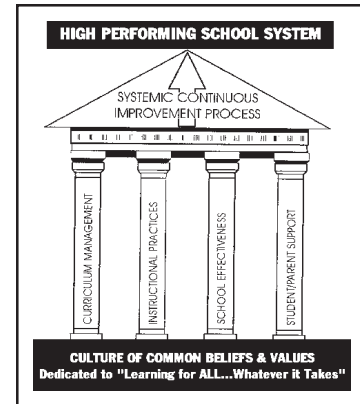 HIGH PERFORMING SCHOOL SYSTEM
SYSTEMIC CONTINUOUS
IMPROVEMENT PROCESS
CURRICULUM MANAGEMENT
INSTRUCTIONAL PRACTICES
SCHOOL EFFECTIVENESS
STUDENT/PARENT SUPPORT
CULTURE OF COMMON BELIEFS & VALUES
Dedicated to "Learning for ALL...Whatever it Takes"